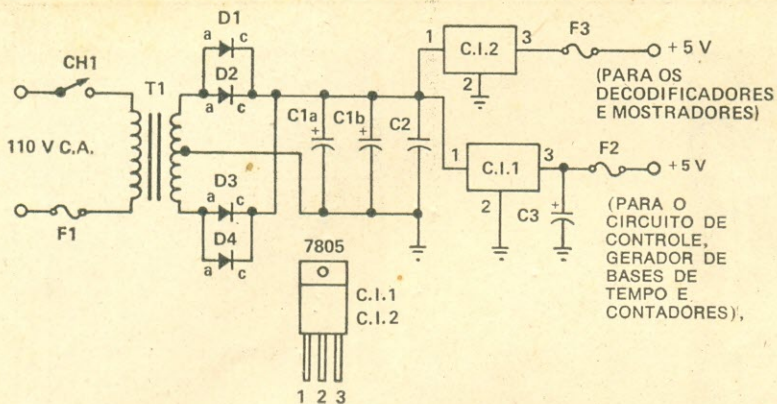 D1
a c
CH1
T1
D2
a c
110 V C.A.
C1a
+
C1b
+
C2
D3
a c
D4
a c
F1
1
C.I.2
3
2
F3
+ 5 V
(PARA OS
DECODIFICADORES
E MOSTRADORES)
1
C.I.1
3
2
F2
+ 5 V
C3
+
(PARA O
CIRCUITO DE
CONTROLE,
GERADOR DE
BASES DE
TEMPO E
CONTADORES),
7805
C.I.1
C.I.2
1 2 3